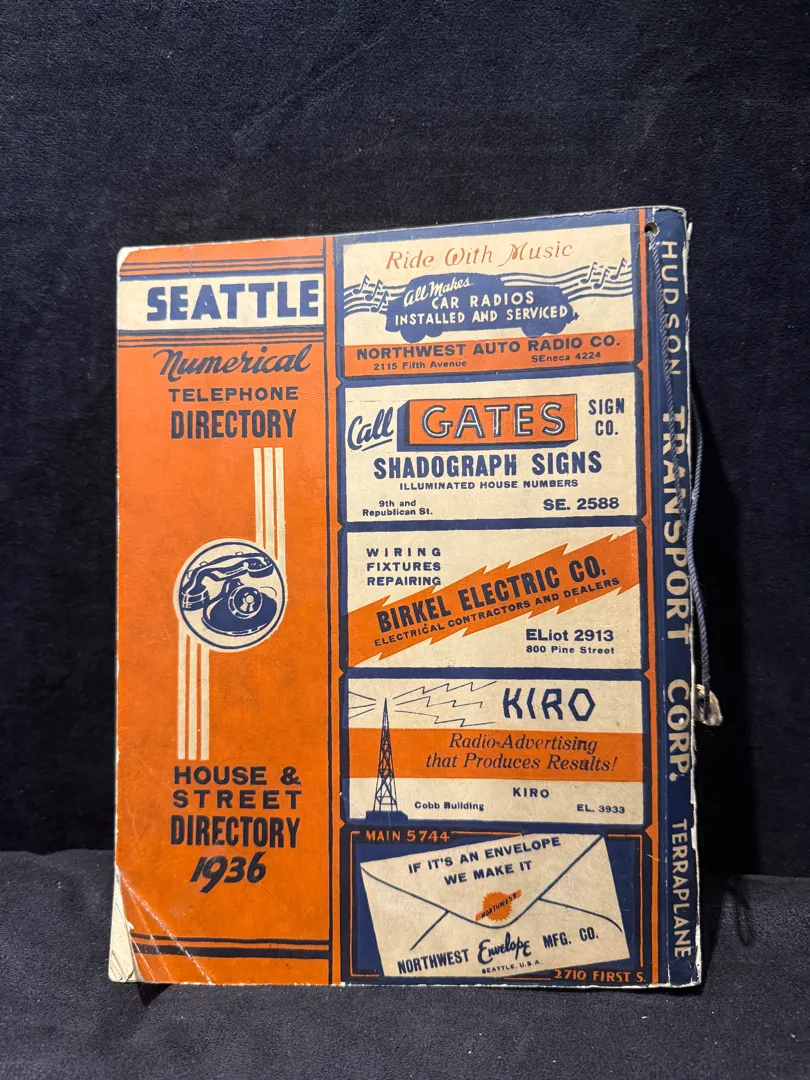 SEATTLE
Numerical
TELEPHONE
DIRECTORY
HOUSE &
STREET
DIRECTORY
1936
Ride With Music
All Makes
CAR RADIOS
INSTALLED AND SERVICED
NORTHWEST AUTO RADIO CO.
2115 Fifth Avenue SEneca 4224
Call GATES SIGN
CO.
SHADOGRAPH SIGNS
ILLUMINATED HOUSE NUMBERS
9th and
Republican St. SE. 2588
WIRING
FIXTURES
REPAIRING
BIRKEL ELECTRIC CO.
ELECTRICAL CONTRACTORS AND DEALERS
ELiot 2913
800 Pine Street
KIRO
Radio Advertising
that Produces Results!
KIRO
Cobb Building EL. 3933
MAIN 5744
IF IT'S AN ENVELOPE
WE MAKE IT
NORTHWEST
NORTHWEST Envelope MFG. CO.
SEATTLE, U.S.A.
2710 FIRST S.
HUDSON TRANSPORT CORP. TERRAPLANE